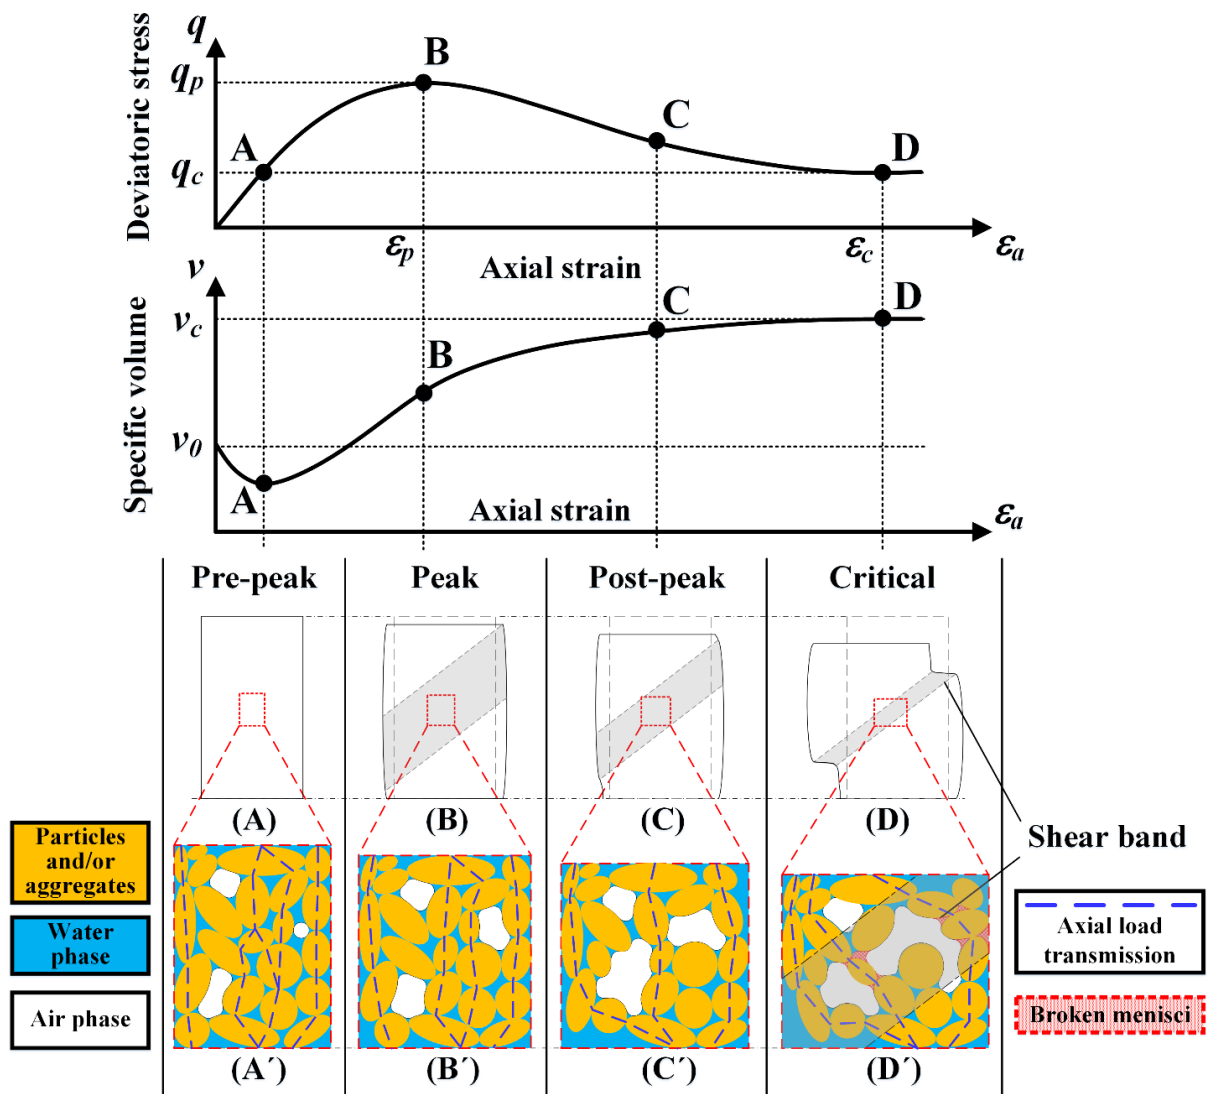 q
Deviatoric stress
q_p
B
A
C
q_c
D
ε_p
ε_c
ε_a
Axial strain
v
Specific volume
v_c
C
D
B
v_0
A
Axial strain
ε_a
Pre-peak
Peak
Post-peak
Critical
(A)
(B)
(C)
(D)
Shear band
Particles
and/or
aggregates
Water
phase
Air phase
Axial load
transmission
Broken menisci
(A´)
(B´)
(C´)
(D´)